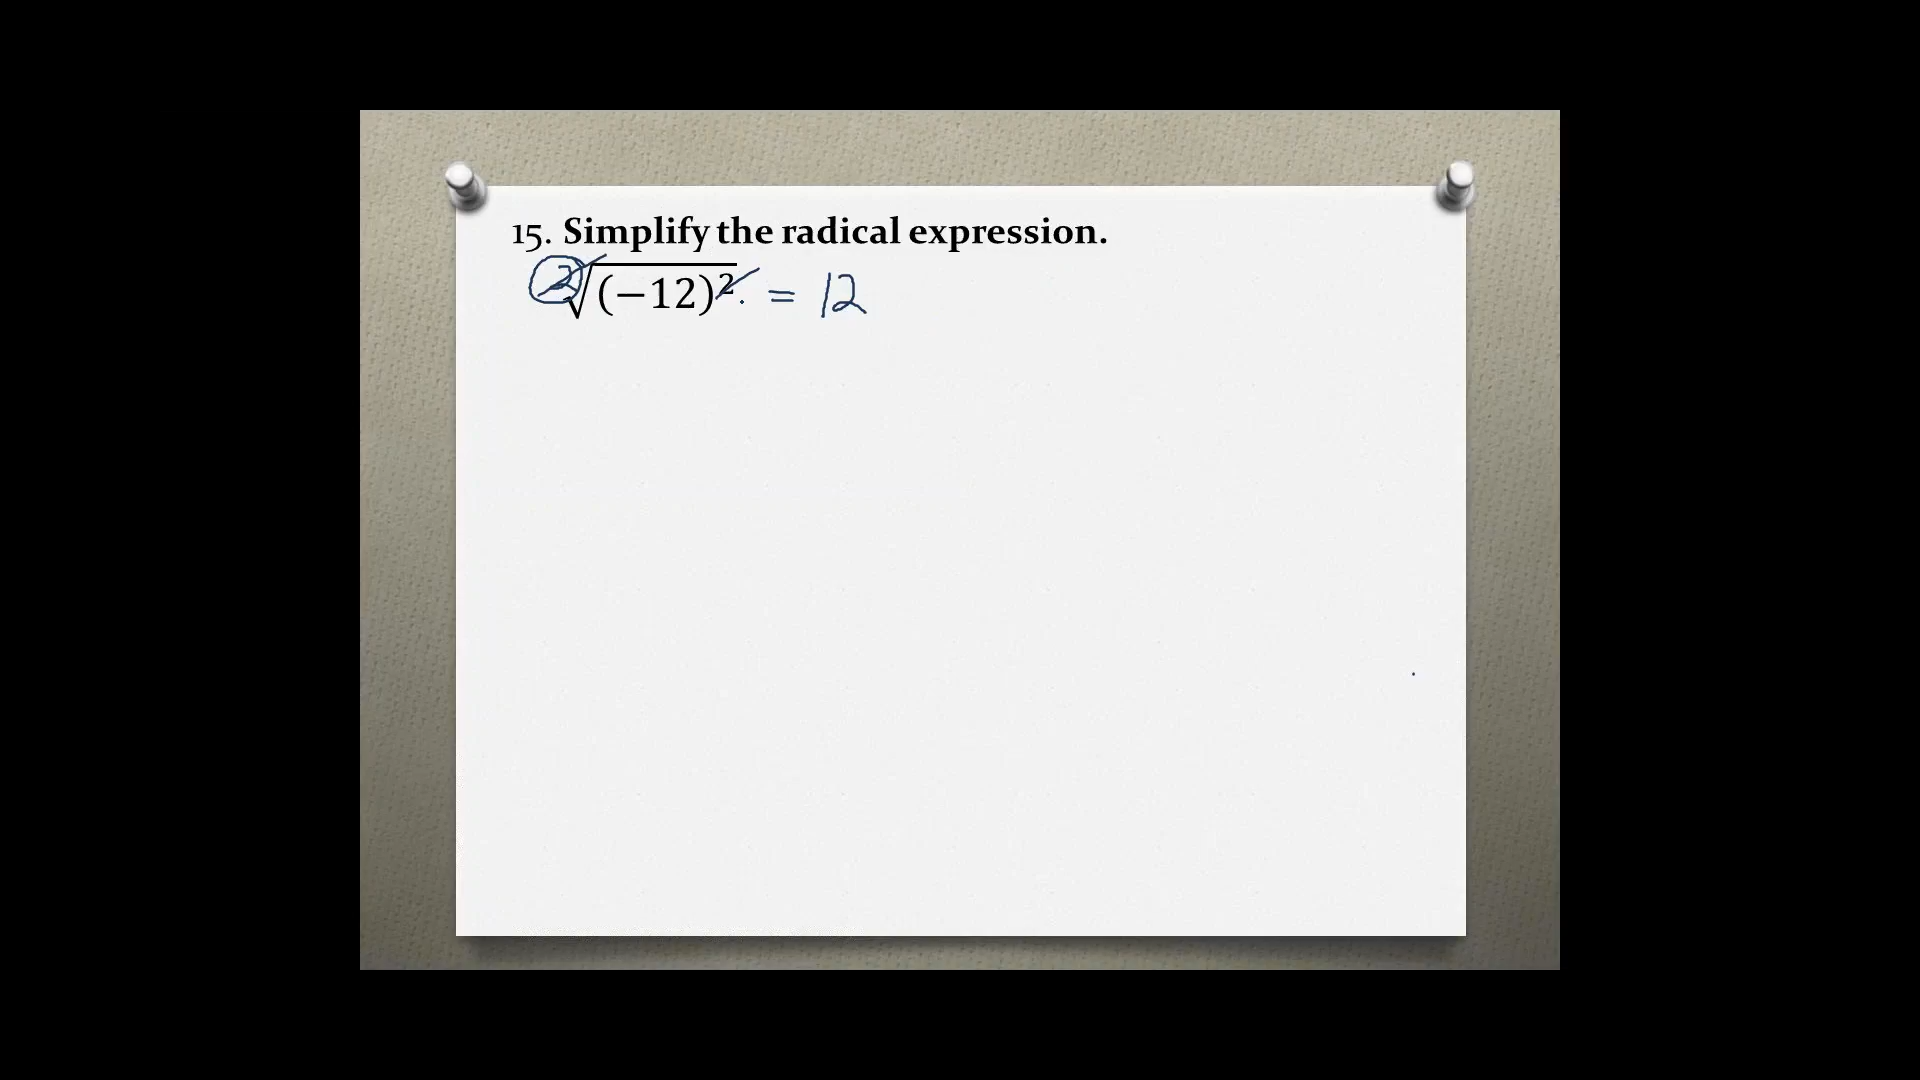 15. Simplify the radical expression.
2√(−12)² = 12